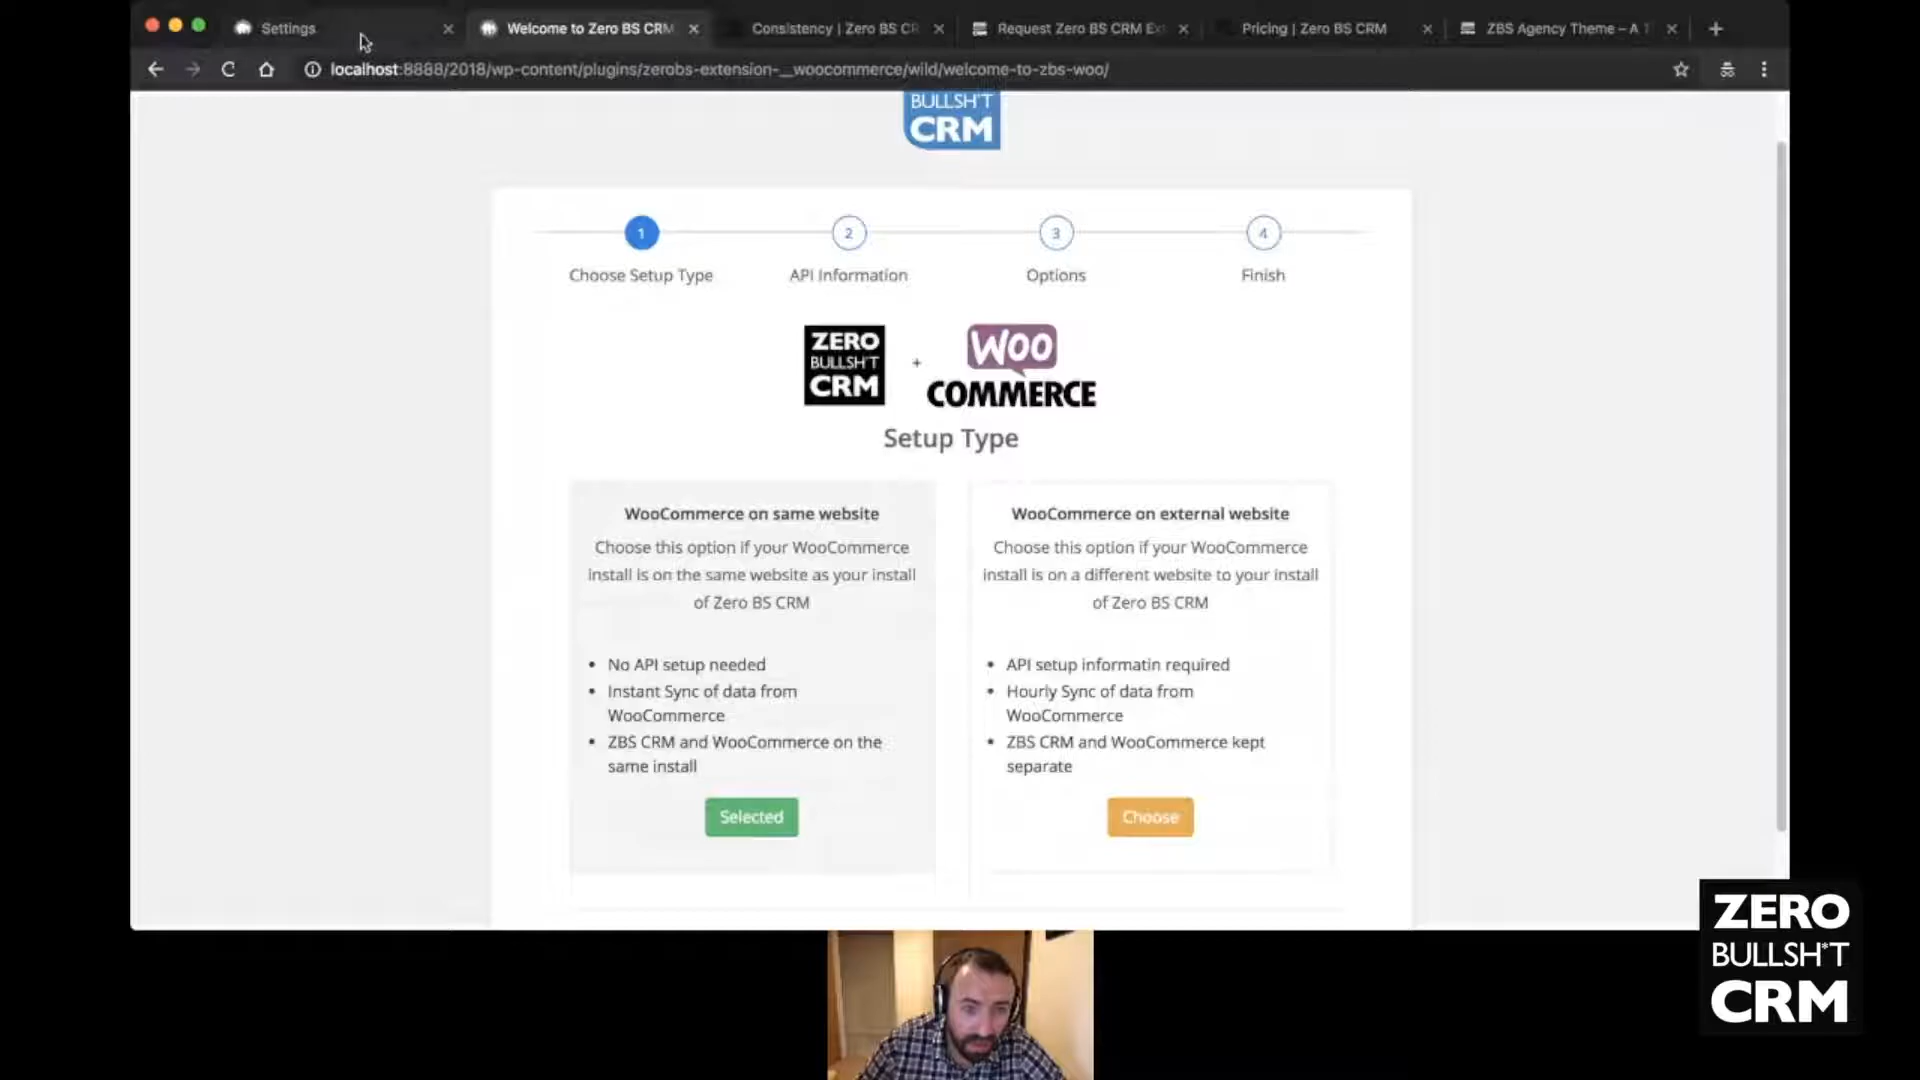 Settings
Welcome to Zero BS CRM
Consistency | Zero BS CR
Request Zero BS CRM Ex
Pricing | Zero BS CRM
ZBS Agency Theme – A T
localhost:8888/2018/wp-content/plugins/zerobs-extension-__woocommerce/wild/welcome-to-zbs-woo/
BULLSH*T
CRM
1
2
3
4
Choose Setup Type
API Information
Options
Finish
ZERO
BULLSH*T
CRM
+
WOO
COMMERCE
Setup Type
WooCommerce on same website
Choose this option if your WooCommerce
install is on the same website as your install
of Zero BS CRM
• No API setup needed
• Instant Sync of data from
WooCommerce
• ZBS CRM and WooCommerce on the
same install
Selected
WooCommerce on external website
Choose this option if your WooCommerce
install is on a different website to your install
of Zero BS CRM
• API setup informatin required
• Hourly Sync of data from
WooCommerce
• ZBS CRM and WooCommerce kept
separate
Choose
ZERO
BULLSH*T
CRM